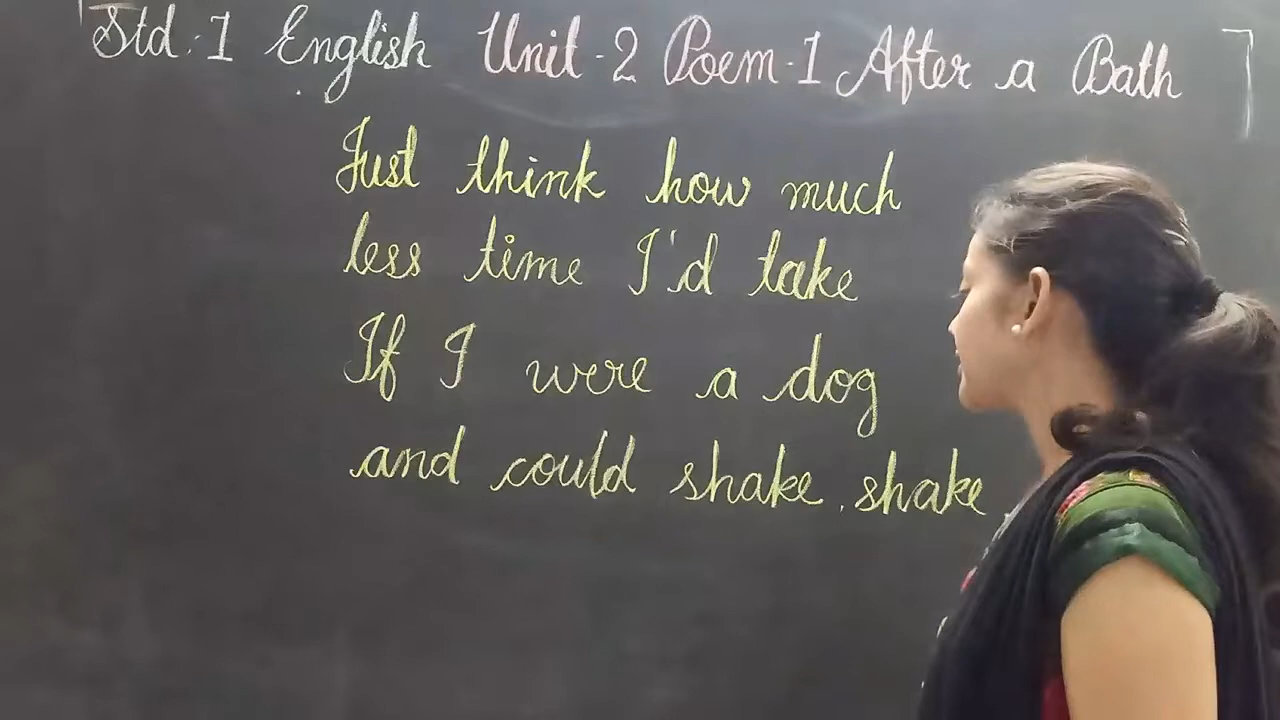 Std.-1 English Unit-2 Poem-1 After a Bath
Just think how much
less time I'd take
If I were a dog
and could shake, shake